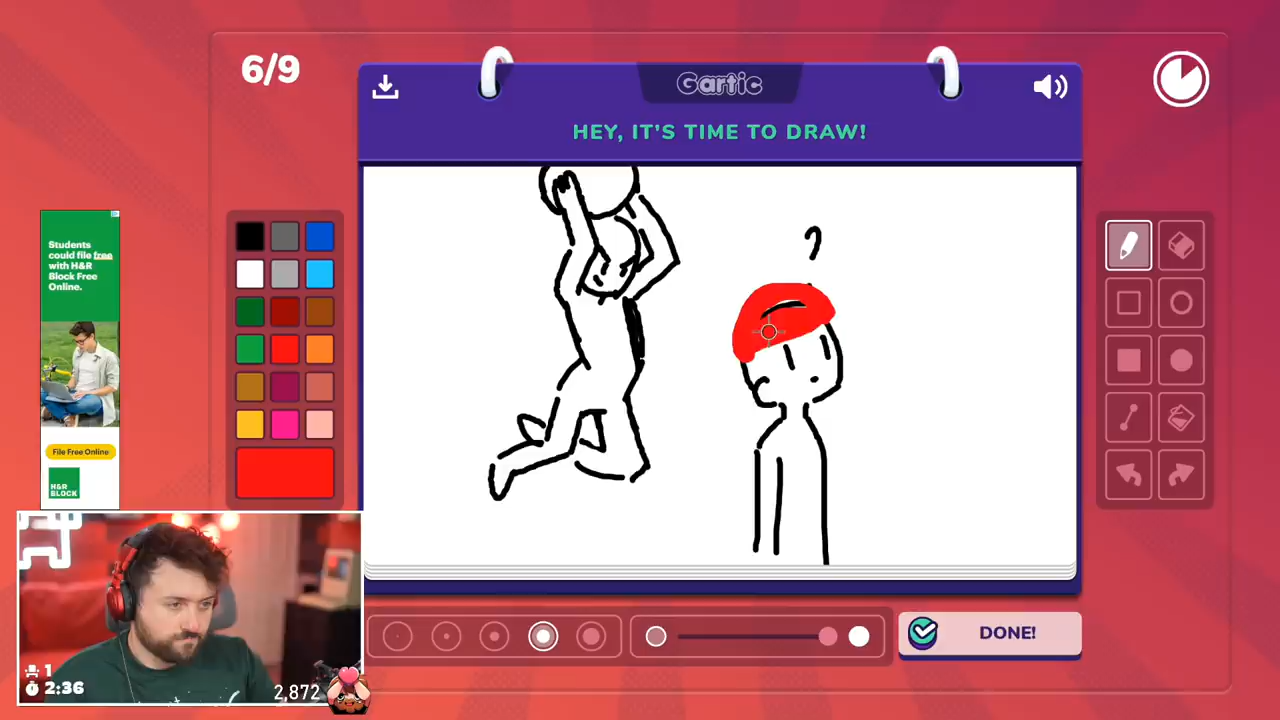 6/9
Gartic
HEY, IT'S TIME TO DRAW!
Students
could file free
with H&R
Block Free
Online.
File Free Online
H&R
BLOCK
?
DONE!
1
2:36
2,872